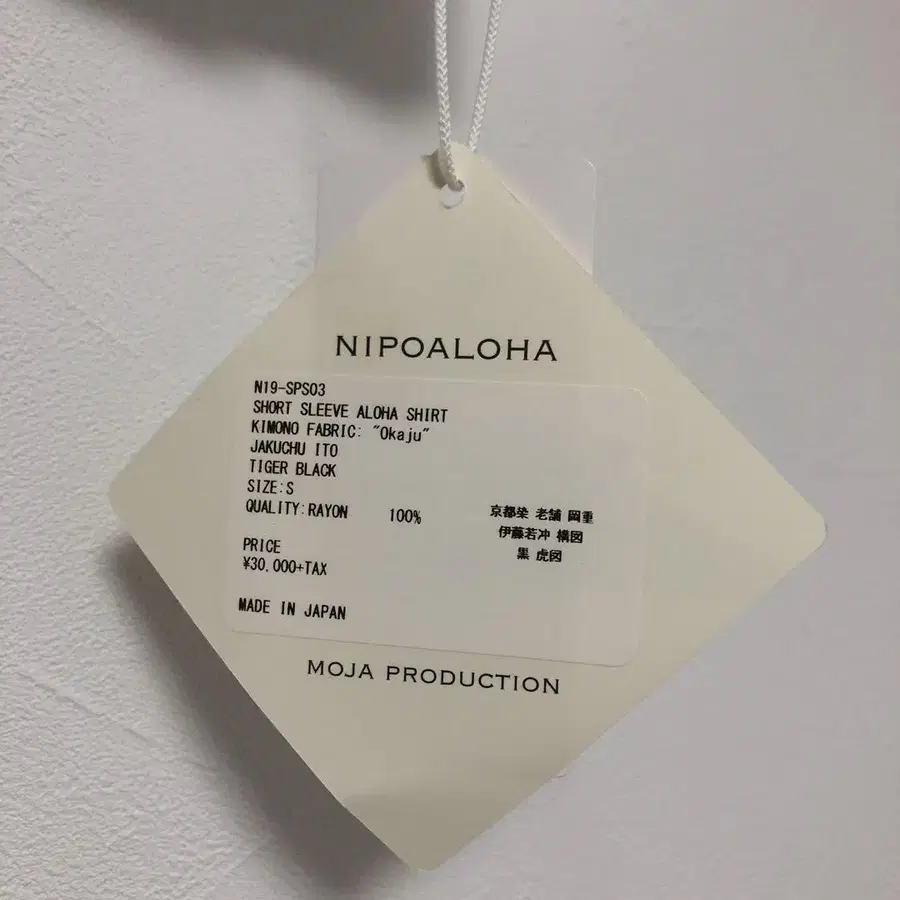 NIPOALOHA
N19-SPS03
SHORT SLEEVE ALOHA SHIRT
KIMONO FABRIC: "Okaju"
JAKUCHU ITO
TIGER BLACK
SIZE:S
QUALITY:RAYON 100%
京都染 老舗 岡重
伊藤若冲 構図
黒 虎図
PRICE
¥30,000+TAX
MADE IN JAPAN
MOJA PRODUCTION